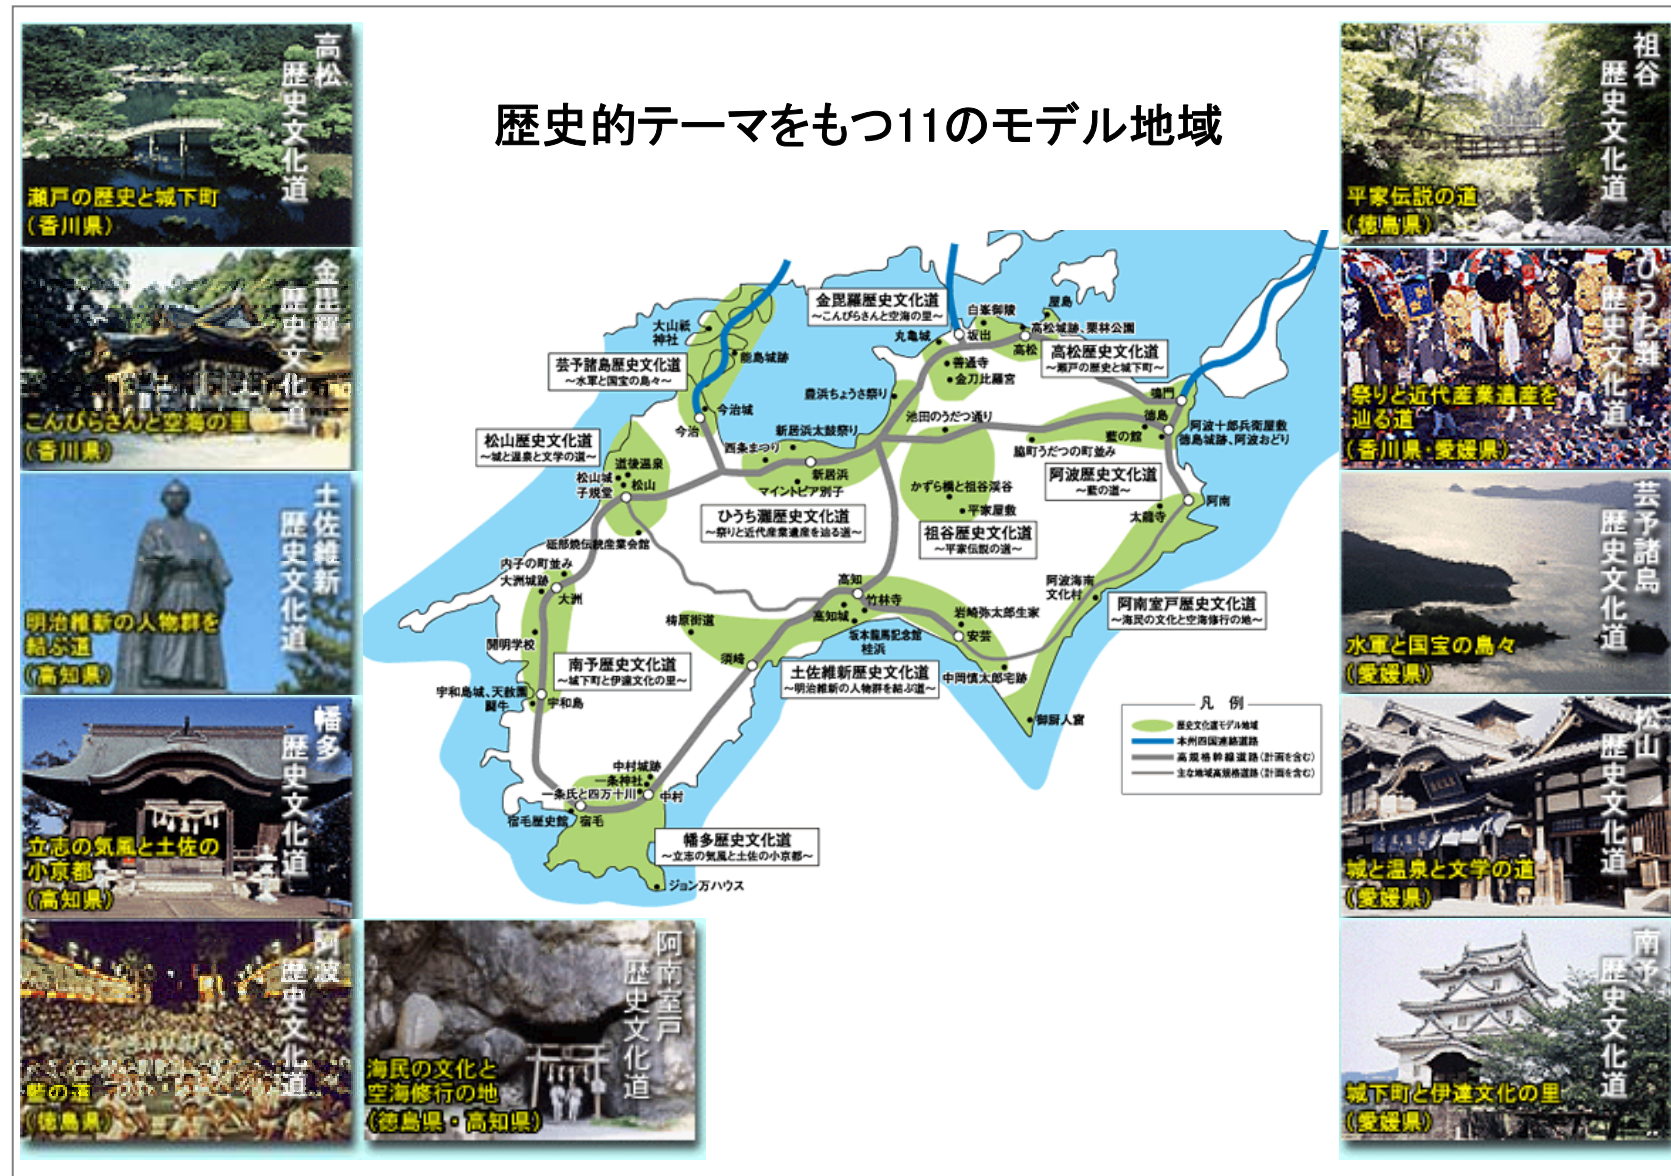 歴史的テーマをもつ11のモデル地域
高松
歴史文化道
瀬戸の歴史と城下町
(香川県)
金毘羅
歴史文化道
こんぴらさんと空海の里
(香川県)
土佐維新
歴史文化道
明治維新の人物群を
結ぶ道
(高知県)
幡多
歴史文化道
立志の気風と土佐の
小京都
(高知県)
阿波
歴史文化道
藍の道
(徳島県)
阿南室戸
歴史文化道
海民の文化と
空海修行の地
(徳島県・高知県)
祖谷
歴史文化道
平家伝説の道
(徳島県)
ひうち灘
歴史文化道
祭りと近代産業遺産を
辿る道
(香川県・愛媛県)
芸予諸島
歴史文化道
水軍と国宝の島々
(愛媛県)
松山
歴史文化道
城と温泉と文学の道
(愛媛県)
南予
歴史文化道
城下町と伊達文化の里
(愛媛県)
金毘羅歴史文化道
~こんぴらさんと空海の里~
白峯御陵
屋島
大山祇
神社
丸亀城
坂出
高松城跡、栗林公園
高松
高松歴史文化道
~瀬戸の歴史と城下町~
能島城跡
芸予諸島歴史文化道
~水軍と国宝の島々~
善通寺
金刀比羅宮
豊浜ちょうさ祭り
鳴門
今治城
今治
池田のうだつ通り
徳島
阿波十郎兵衛屋敷
徳島城跡、阿波おどり
藍の館
新居浜太鼓祭り
西条まつり
脇町うだつの町並み
松山歴史文化道
~城と温泉と文学の道~
道後温泉
松山城
子規堂
松山
新居浜
マイントピア別子
かずら橋と祖谷渓谷
平家屋敷
阿波歴史文化道
~藍の道~
阿南
太龍寺
ひうち灘歴史文化道
~祭りと近代産業遺産を辿る道~
祖谷歴史文化道
~平家伝説の道~
砥部焼伝統産業会館
内子の町並み
大洲城跡
大洲
高知
竹林寺
高知城
阿波海南
文化村
岩崎弥太郎生家
阿南室戸歴史文化道
~海民の文化と空海修行の地~
梼原街道
坂本龍馬記念館
桂浜
安芸
開明学校
須崎
南予歴史文化道
~城下町と伊達文化の里~
土佐維新歴史文化道
~明治維新の人物群を結ぶ道~
中岡慎太郎宅跡
宇和島城、天赦園
闘牛
宇和島
御厨人窟
凡 例
歴史文化道モデル地域
本州四国連絡道路
高規格幹線道路(計画を含む)
主な地域高規格道路(計画を含む)
中村城跡
一条神社
一条氏と四万十川
中村
宿毛歴史館
宿毛
幡多歴史文化道
~立志の気風と土佐の小京都~
ジョン万ハウス